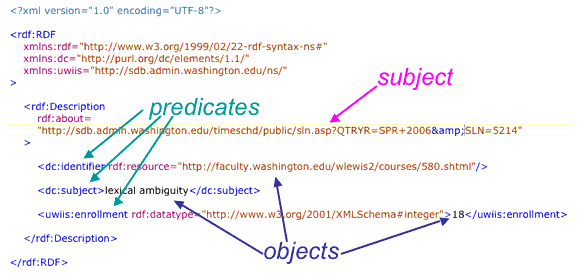 <?xml version="1.0" encoding="UTF-8"?>
<rdf:RDF
xmlns:rdf="http://www.w3.org/1999/02/22-rdf-syntax-ns#"
xmlns:dc="http://purl.org/dc/elements/1.1/"
xmlns:uwiis="http://sdb.admin.washington.edu/ns/"
>
subject
<rdf:Description
predicates
rdf:about=
"http://sdb.admin.washington.edu/timeschd/public/sln.asp?QTRYR=SPR+2006&amp;SLN=5214"
>
<dc:identifier rdf:resource="http://faculty.washington.edu/wlewis2/courses/580.shtml"/>
<dc:subject>lexical ambiguity</dc:subject>
<uwiis:enrollment rdf:datatype="http://www.w3.org/2001/XMLSchema#integer">18</uwiis:enrollment>
</rdf:Description>
objects
</rdf:RDF>